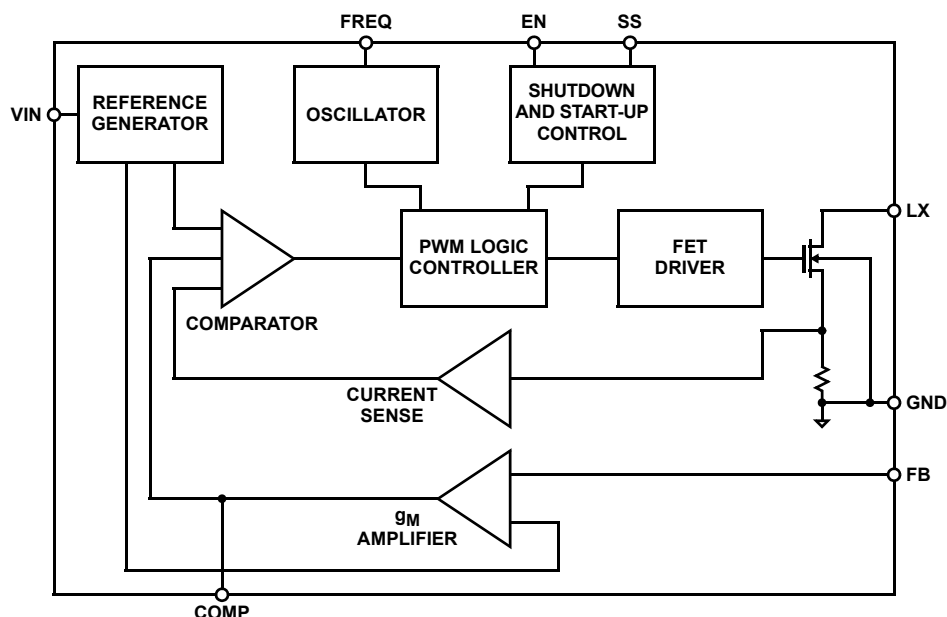 FREQ
EN
SS
VIN
REFERENCE
GENERATOR
OSCILLATOR
SHUTDOWN
AND START-UP
CONTROL
LX
PWM LOGIC
CONTROLLER
FET
DRIVER
COMPARATOR
CURRENT
SENSE
GND
FB
gM
AMPLIFIER
COMP